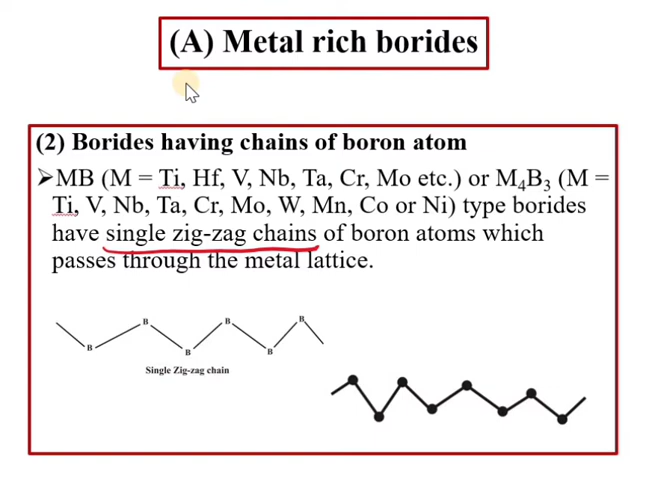 (A) Metal rich borides
(2) Borides having chains of boron atom
➢MB (M = Ti, Hf, V, Nb, Ta, Cr, Mo etc.) or M₄B₃ (M =
Ti, V, Nb, Ta, Cr, Mo, W, Mn, Co or Ni) type borides
have single zig-zag chains of boron atoms which
passes through the metal lattice.
B B B B B B
Single Zig-zag chain